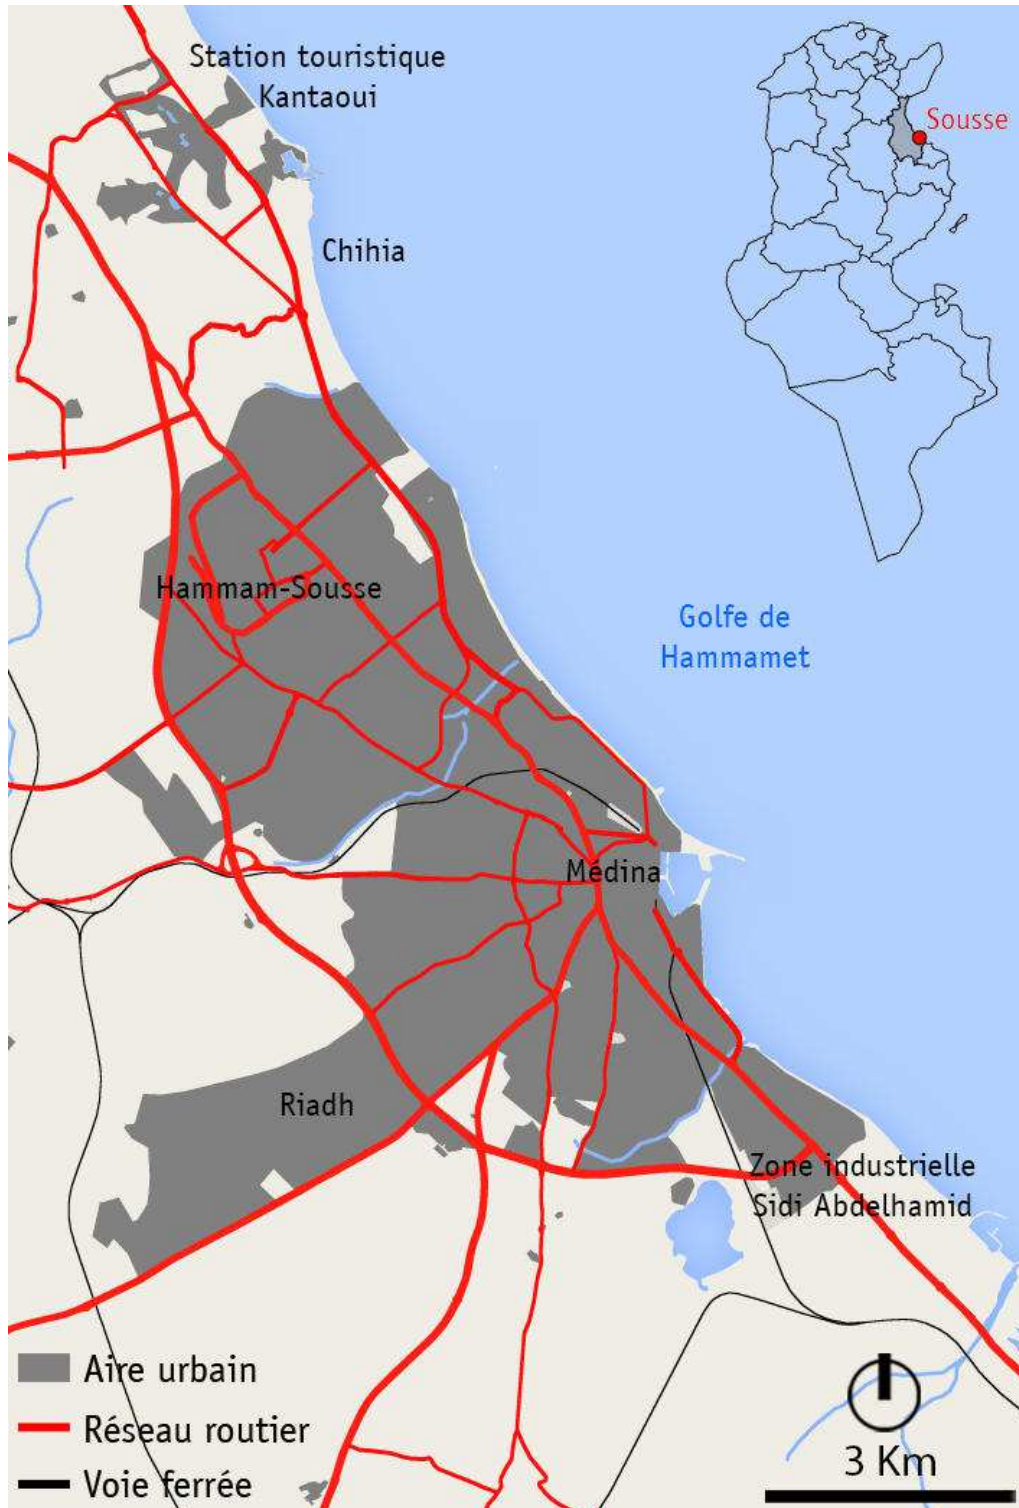 Station touristique
Kantaoui
Sousse
Chihia
Hammam-Sousse
Golfe de
Hammamet
Médina
Riadh
Zone industrielle
Sidi Abdelhamid
Aire urbain
Réseau routier
Voie ferrée
3 Km